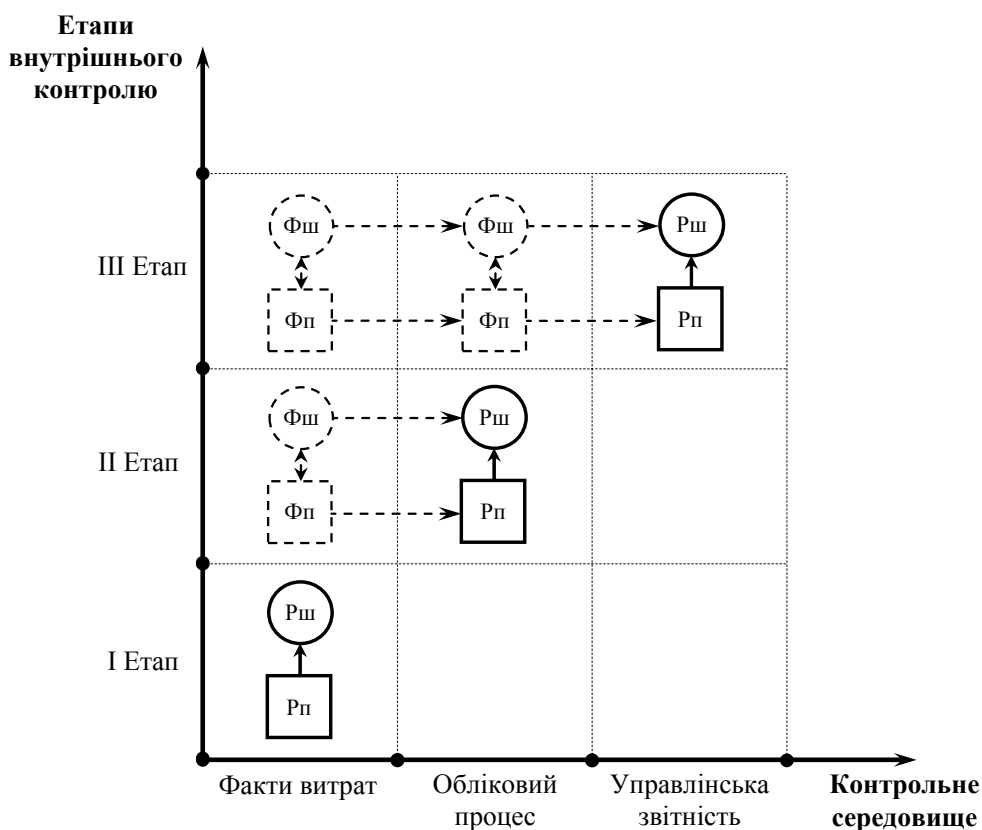 Етапи
внутрішнього
контролю
III Етап
Фш
Фш
Рш
Фп
Фп
Рп
II Етап
Фш
Рш
Фп
Рп
I Етап
Рш
Рп
Факти витрат
Обліковий
процес
Управлінська
звітність
Контрольне
середовище